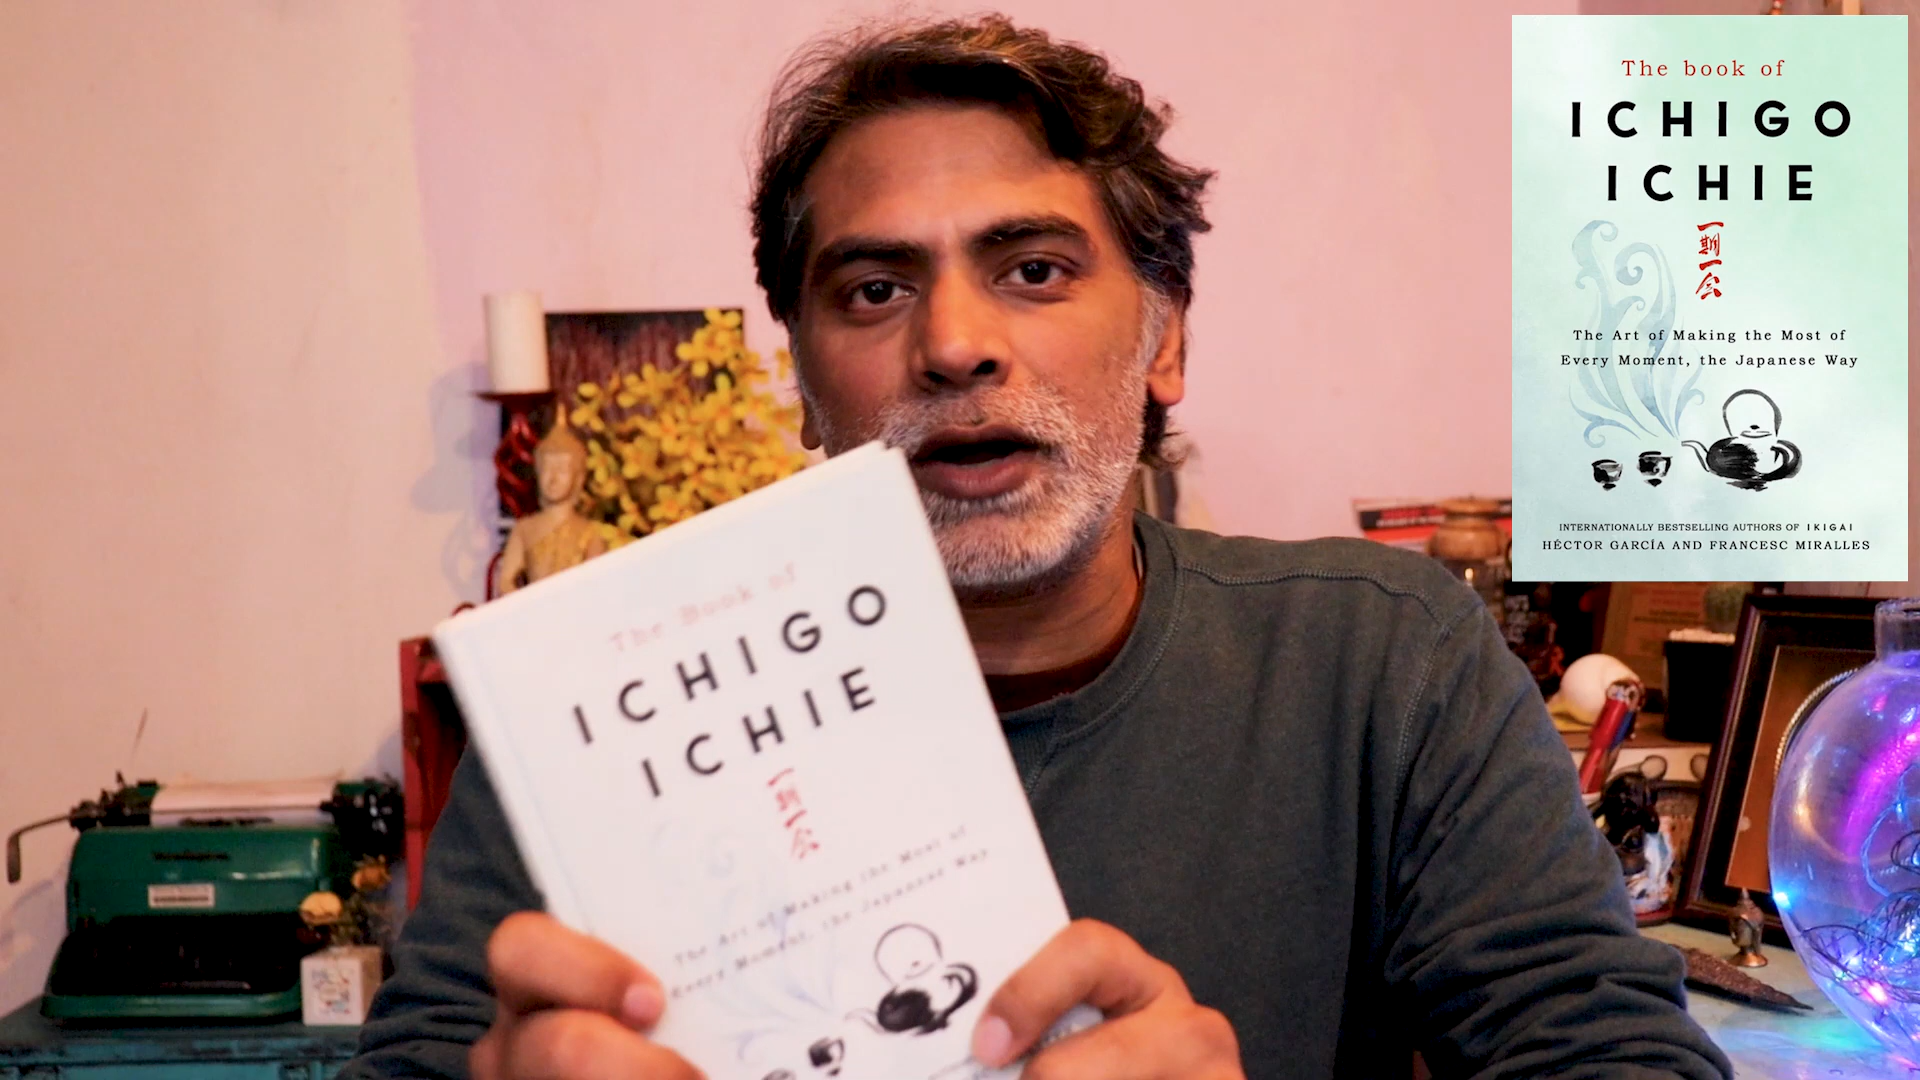 The Book of
ICHIGO
ICHIE
一期一会
The Art of Making the Most of
Every Moment, the Japanese Way
The book of
ICHIGO
ICHIE
一期一会
The Art of Making the Most of
Every Moment, the Japanese Way
INTERNATIONALLY BESTSELLING AUTHORS OF IKIGAI
HÉCTOR GARCÍA AND FRANCESC MIRALLES